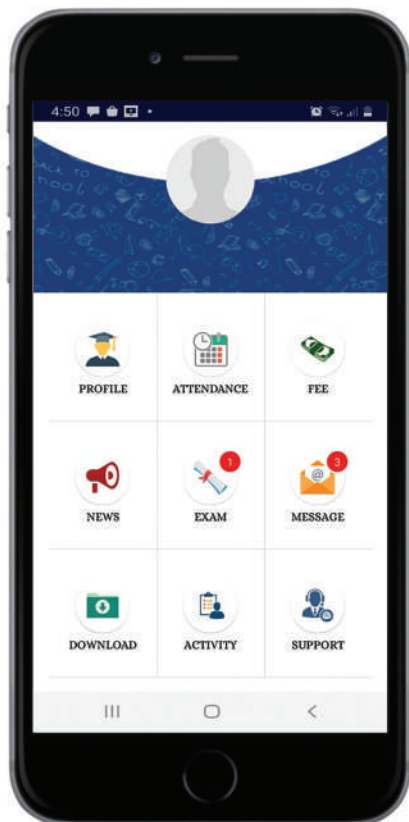 4:50
PROFILE ATTENDANCE FEE
1 3
NEWS EXAM MESSAGE
DOWNLOAD ACTIVITY SUPPORT